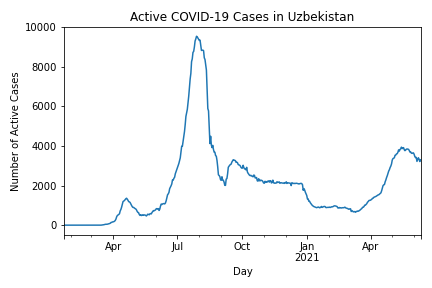 Active COVID-19 Cases in Uzbekistan
10000
8000
6000
4000
2000
0
Number of Active Cases
Apr
Jul
Oct
Jan
2021
Apr
Day